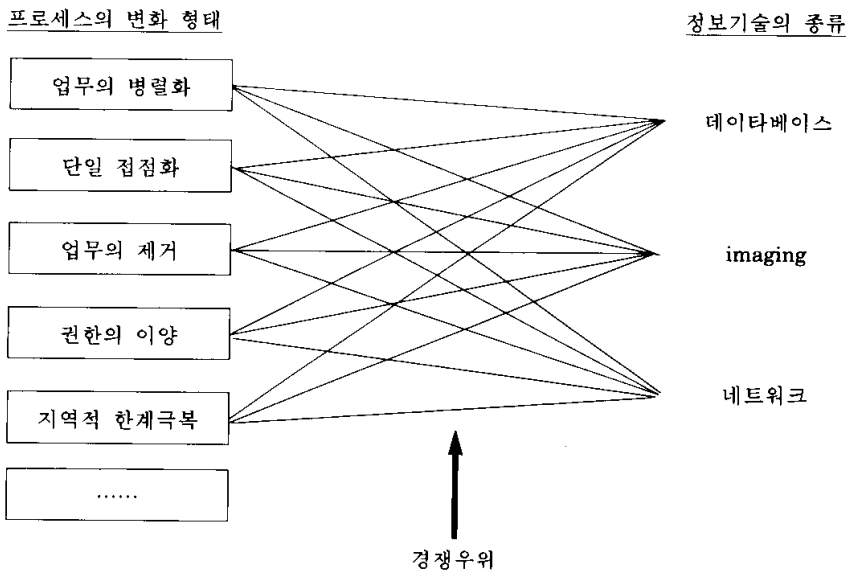 프로세스의 변화 형태
정보기술의 종류
업무의 병렬화
데이타베이스
단일 접점화
업무의 제거
imaging
권한의 이양
네트워크
지역적 한계극복
……
경쟁우위